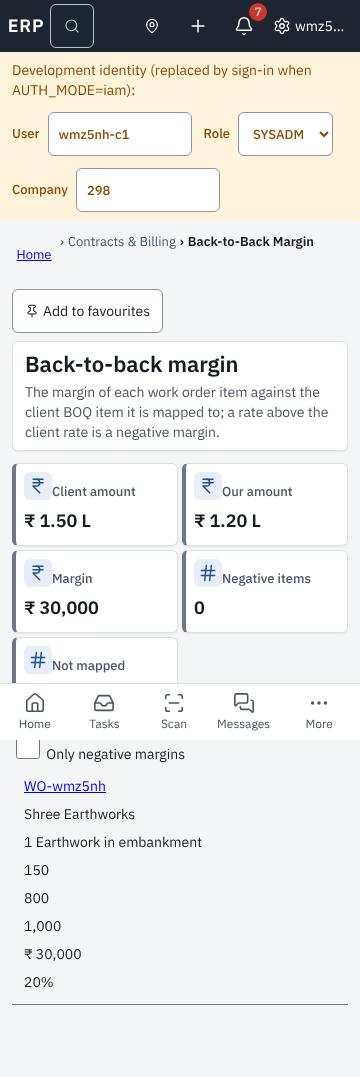 ERP
7
wmz5...
Development identity (replaced by sign-in when
AUTH_MODE=iam):
User wmz5nh-c1 Role SYSADM
Company 298
Home › Contracts & Billing › Back-to-Back Margin
Add to favourites
Back-to-back margin
The margin of each work order item against the
client BOQ item it is mapped to; a rate above the
client rate is a negative margin.
Client amount
₹ 1.50 L
Our amount
₹ 1.20 L
Margin
₹ 30,000
Negative items
0
Not mapped
Home Tasks Scan Messages More
Only negative margins
WO-wmz5nh
Shree Earthworks
1 Earthwork in embankment
150
800
1,000
₹ 30,000
20%